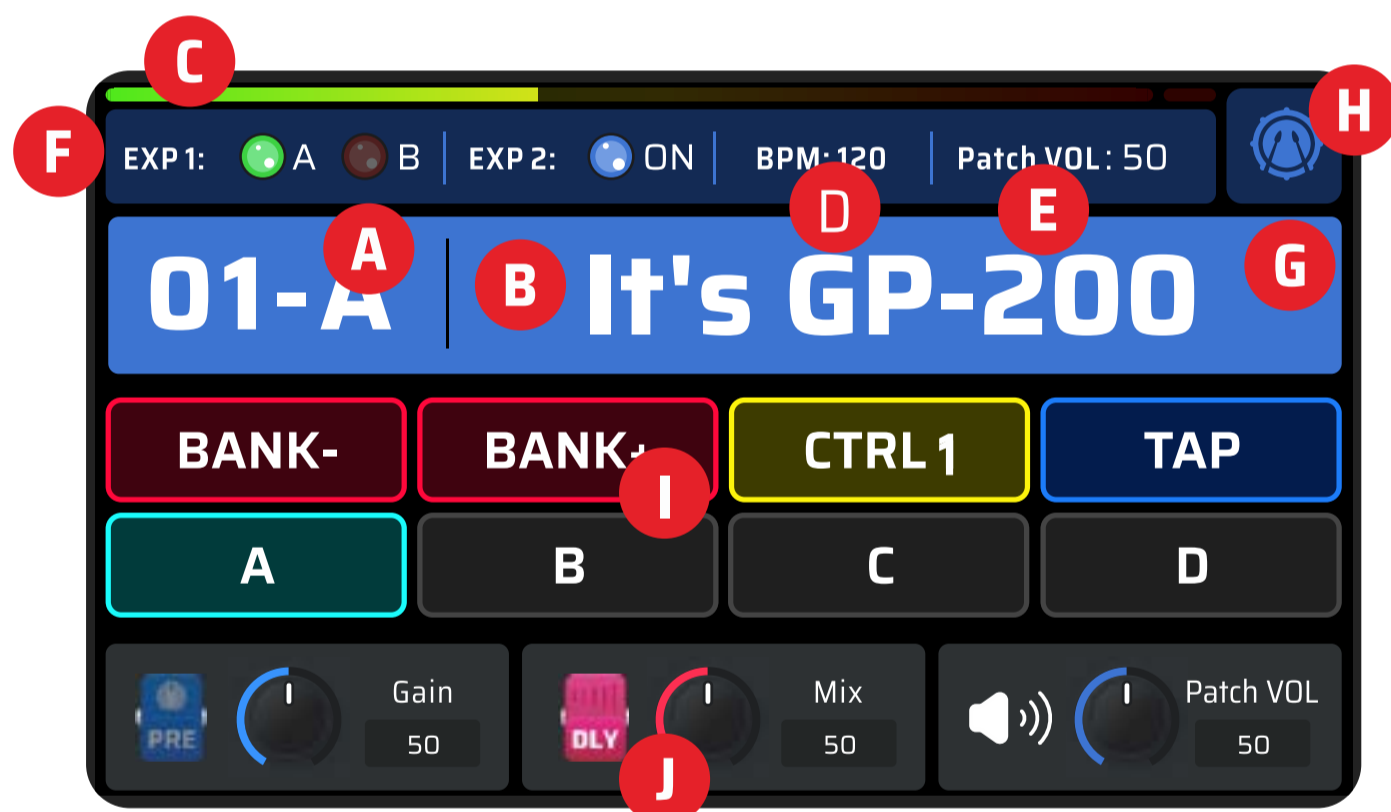 C
H
F
EXP 1: A B EXP 2: ON BPM: 120 Patch VOL: 50
D E
A G
01-A B It's GP-200
BANK- BANK+ CTRL 1 TAP
I
A B C D
Gain Mix Patch VOL
PRE 50 DLY 50 50
J